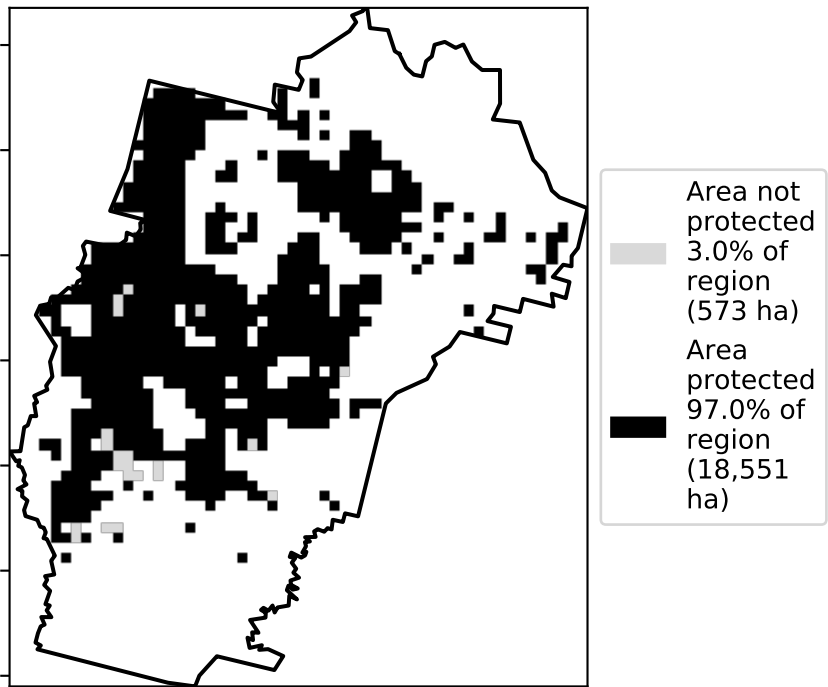 Area not
protected
3.0% of
region
(573 ha)
Area
protected
97.0% of
region
(18,551
ha)